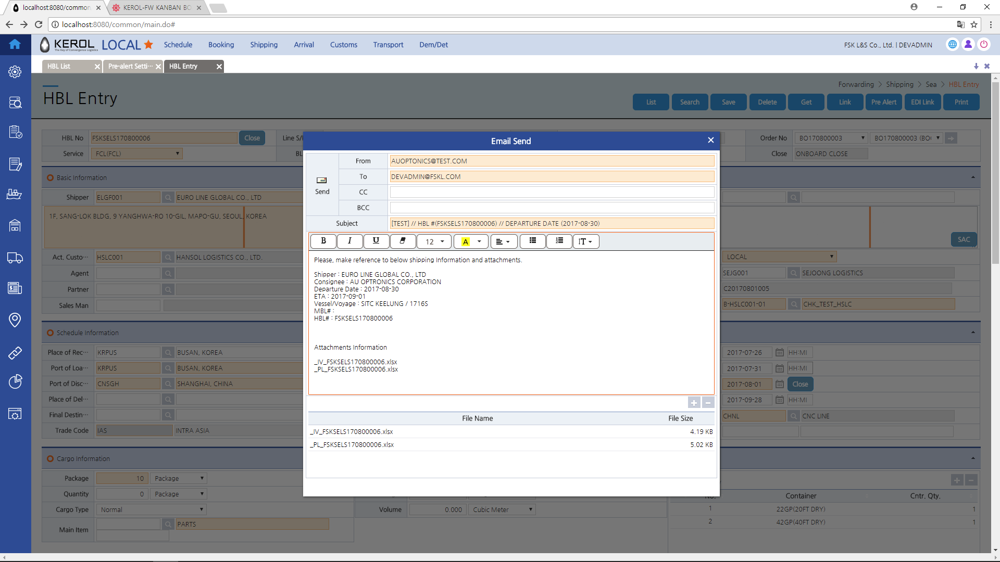 localhost:8080/common
KEROL-FW KANBAN BO
localhost:8080/common/main.do#
KEROL
The Key of Convergence Logistics
LOCAL
Schedule Booking Shipping Arrival Customs Transport Dem/Det
FSK L&S Co., Ltd. | DEVADMIN
HBL List
Pre-alert Setti···
HBL Entry
Forwarding > Shipping > Sea > HBL Entry
HBL Entry
List Search Save Delete Get Link Pre Alert EDI Link Print
HBL No FSKSELS170800006 Close Line S/ Order No BO170800003 BO170800003 (BO
Service FCL(FCL) BL Close ONBOARD CLOSE
Email Send
Send
From AUOPTONICS@TEST.COM
To DEVADMIN@FSKL.COM
CC
BCC
Subject [TEST] // HBL #(FSKSELS170800006) // DEPARTURE DATE (2017-08-30)
B I U 12 A T
Please, make reference to below shipping Information and attachments.
Shipper : EURO LINE GLOBAL CO., LTD
Consignee : AU OPTRONICS CORPORATION
Departure Date : 2017-08-30
ETA : 2017-09-01
Vessel/Voyage : SITC KEELUNG / 1716S
MBL# :
HBL# : FSKSELS170800006
Attachments Information
_IV_FSKSELS170800006.xlsx
_PL_FSKSELS170800006.xlsx
File Name File Size
_IV_FSKSELS170800006.xlsx 4.19 KB
_PL_FSKSELS170800006.xlsx 5.02 KB
Basic Information
Shipper ELGF001 EURO LINE GLOBAL CO., LTD
1F, SANG-LOK BLDG, 9 YANGHWA-RO 10-GIL, MAPO-GU, SEOUL, KOREA
SAC
Act. Custo··· HSLC001 HANSOL LOGISTICS CO., LTD. LOCAL
Agent SEJG001 SEJOONG LOGISTICS
Partner C20170801005
Sales Man B-HSLC001-01 CHK_TEST_HSLC
Schedule Information
Place of Rec··· KRPUS BUSAN, KOREA 2017-07-26 HH:MI
Port of Loa··· KRPUS BUSAN, KOREA 2017-07-31 HH:MI
Port of Disc··· CNSGH SHANGHAI, CHINA 2017-08-01 Close
Place of Del··· 2017-09-28 HH:MI
Final Destin··· CHNL CNC LINE
Trade Code IAS INTRA ASIA
Cargo Information
Package 10 Package
Quantity 0 Package
Cargo Type Normal Volume 0.000 Cubic Meter
Main Item PARTS
No. Container Cntr. Qty.
1 22GP(20FT DRY) 1
2 42GP(40FT DRY) 1